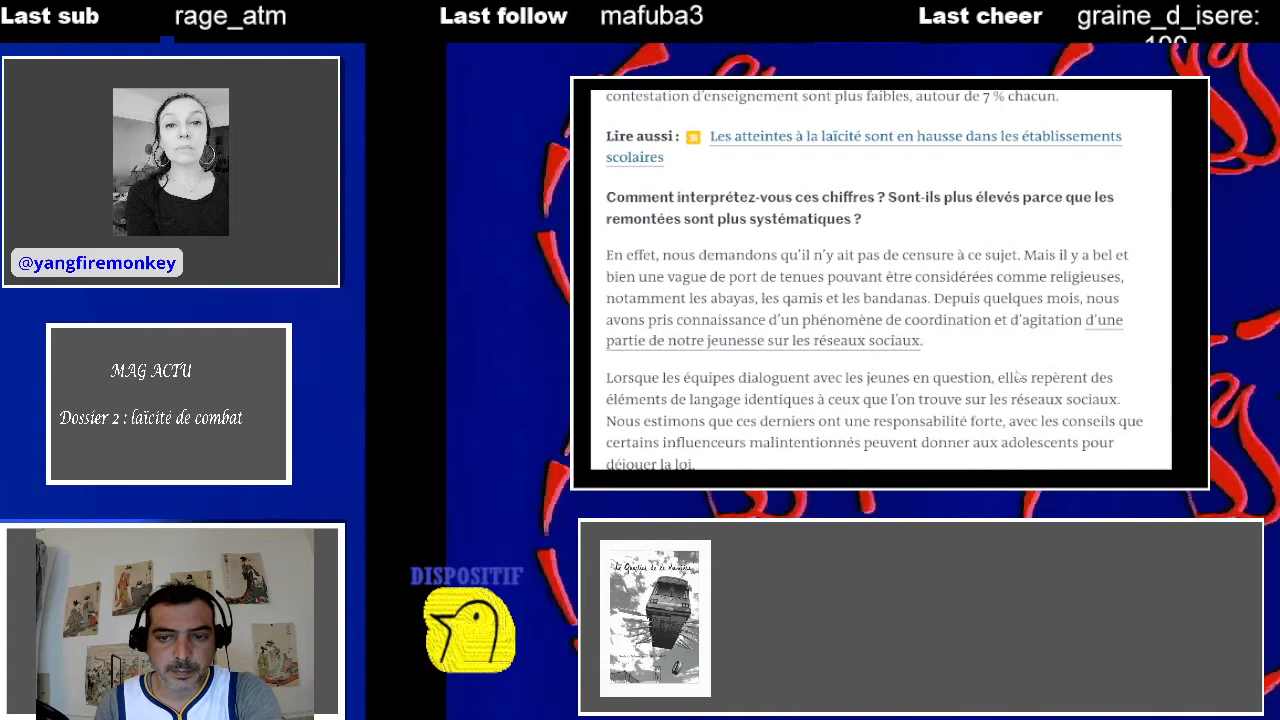 Last sub rage_atm Last follow mafuba3 Last cheer graine_d_isere:
100
@yangfiremonkey
MAG ACTU
Dossier 2 : laïcité de combat
contestation d'enseignement sont plus faibles, autour de 7 % chacun.
Lire aussi : Les atteintes à la laïcité sont en hausse dans les établissements
scolaires
Comment interprétez-vous ces chiffres ? Sont-ils plus élevés parce que les
remontées sont plus systématiques ?
En effet, nous demandons qu'il n'y ait pas de censure à ce sujet. Mais il y a bel et
bien une vague de port de tenues pouvant être considérées comme religieuses,
notamment les abayas, les qamis et les bandanas. Depuis quelques mois, nous
avons pris connaissance d'un phénomène de coordination et d'agitation d'une
partie de notre jeunesse sur les réseaux sociaux.
Lorsque les équipes dialoguent avec les jeunes en question, elles repèrent des
éléments de langage identiques à ceux que l'on trouve sur les réseaux sociaux.
Nous estimons que ces derniers ont une responsabilité forte, avec les conseils que
certains influenceurs malintentionnés peuvent donner aux adolescents pour
déjouer la loi.
DISPOSITIF
Le Quartier de la